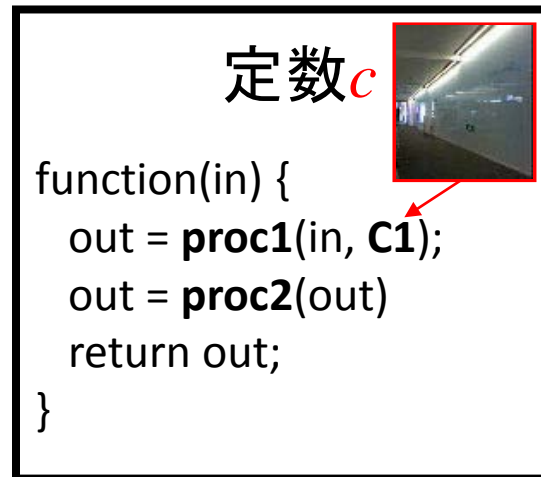 定数c
function(in) {
out = proc1(in, C1);
out = proc2(out)
return out;
}